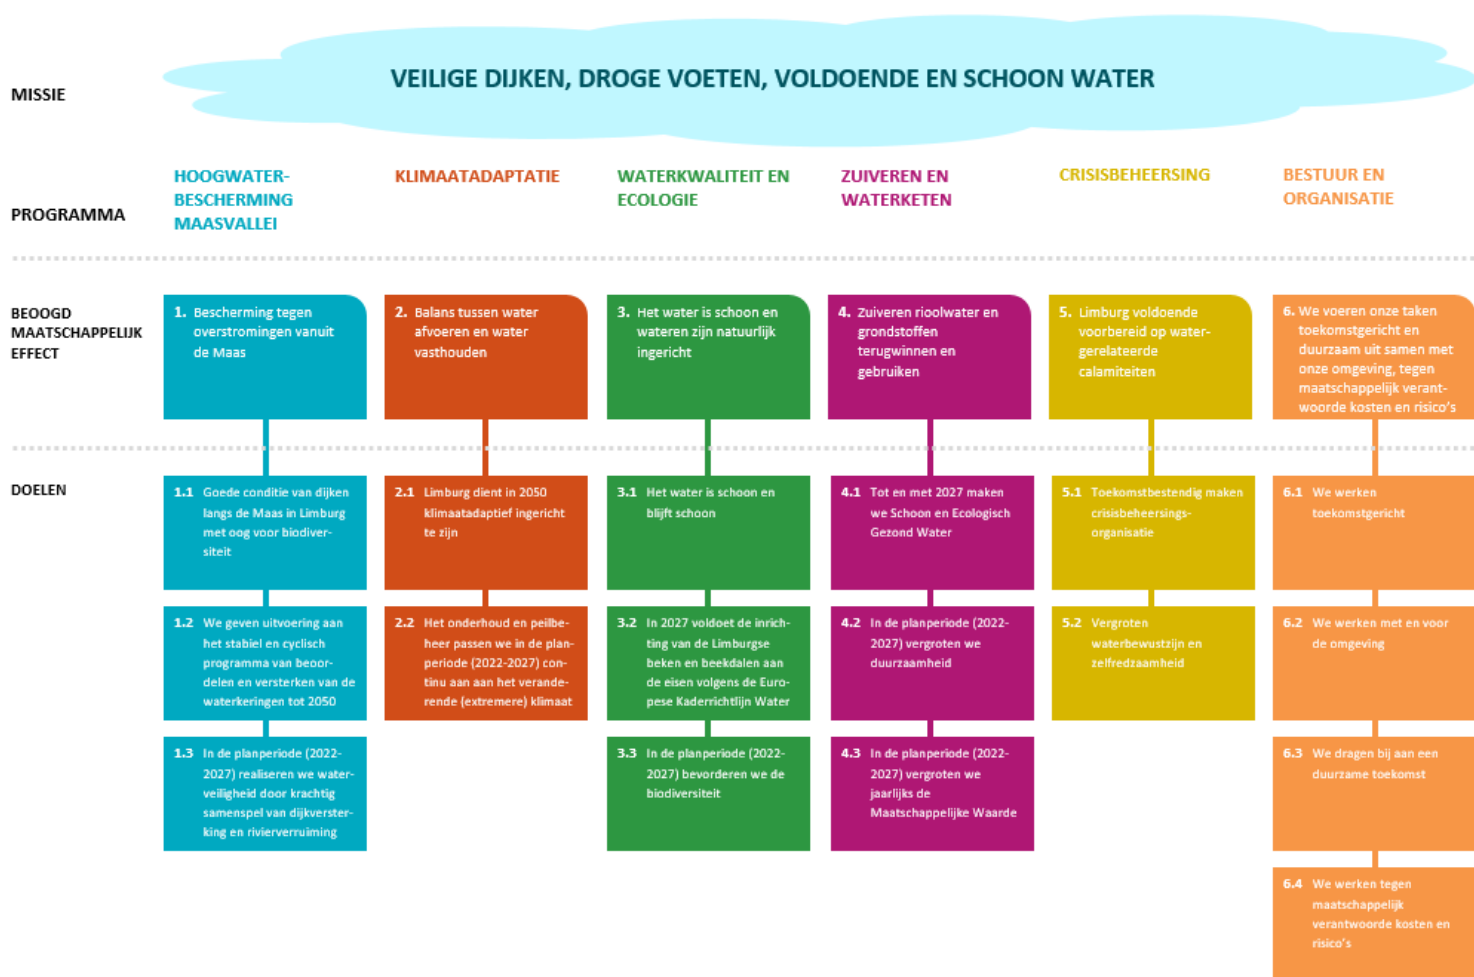 VEILIGE DIJKEN, DROGE VOETEN, VOLDOENDE EN SCHOON WATER
MISSIE
PROGRAMMA
HOOGWATER-
BESCHERMING
MAASVALLEI
KLIMAATADAPTATIE
WATERKWALITEIT EN
ECOLOGIE
ZUIVEREN EN
WATERKETEN
CRISISBEHEERSING
BESTUUR EN
ORGANISATIE
BEOOGD
MAATSCHAPPELIJK
EFFECT
1. Bescherming tegen
overstromingen vanuit
de Maas
2. Balans tussen water
afvoeren en water
vasthouden
3. Het water is schoon en
wateren zijn natuurlijk
ingericht
4. Zuiveren rioolwater en
grondstoffen
terugwinnen en
gebruiken
5. Limburg voldoende
voorbereid op water-
gerelateerde
calamiteiten
6. We voeren onze taken
toekomstgericht en
duurzaam uit samen met
onze omgeving, tegen
maatschappelijk verant-
woorde kosten en risico's
DOELEN
1.1 Goede conditie van dijken
langs de Maas in Limburg
met oog voor biodiver-
siteit
2.1 Limburg dient in 2050
klimaatadaptief ingericht
te zijn
3.1 Het water is schoon en
blijft schoon
4.1 Tot en met 2027 maken
we Schoon en Ecologisch
Gezond Water
5.1 Toekomstbestendig maken
crisisbeheersings-
organisatie
6.1 We werken
toekomstgericht
1.2 We geven uitvoering aan
het stabiel en cyclisch
programma van beoor-
delen en versterken van de
waterkeringen tot 2050
2.2 Het onderhoud en peilbe-
heer passen we in de plan-
periode (2022-2027) con-
tinu aan aan het verande-
rende (extremere) klimaat
3.2 In 2027 voldoet de inrich-
ting van de Limburgse
beken en beekdalen aan
de eisen volgens de Euro-
pese Kaderrichtlijn Water
4.2 In de planperiode (2022-
2027) vergroten we
duurzaamheid
5.2 Vergroten
waterbewustzijn en
zelfredzaamheid
6.2 We werken met en voor
de omgeving
1.3 In de planperiode (2022-
2027) realiseren we water-
veiligheid door krachtig
samenspel van dijkverster-
king en rivierverruiming
3.3 In de planperiode (2022-
2027) bevorderen we de
biodiversiteit
4.3 In de planperiode (2022-
2027) vergroten we
jaarlijks de
Maatschappelijke Waarde
6.3 We dragen bij aan een
duurzame toekomst
6.4 We werken tegen
maatschappelijk
verantwoorde kosten en
risico's